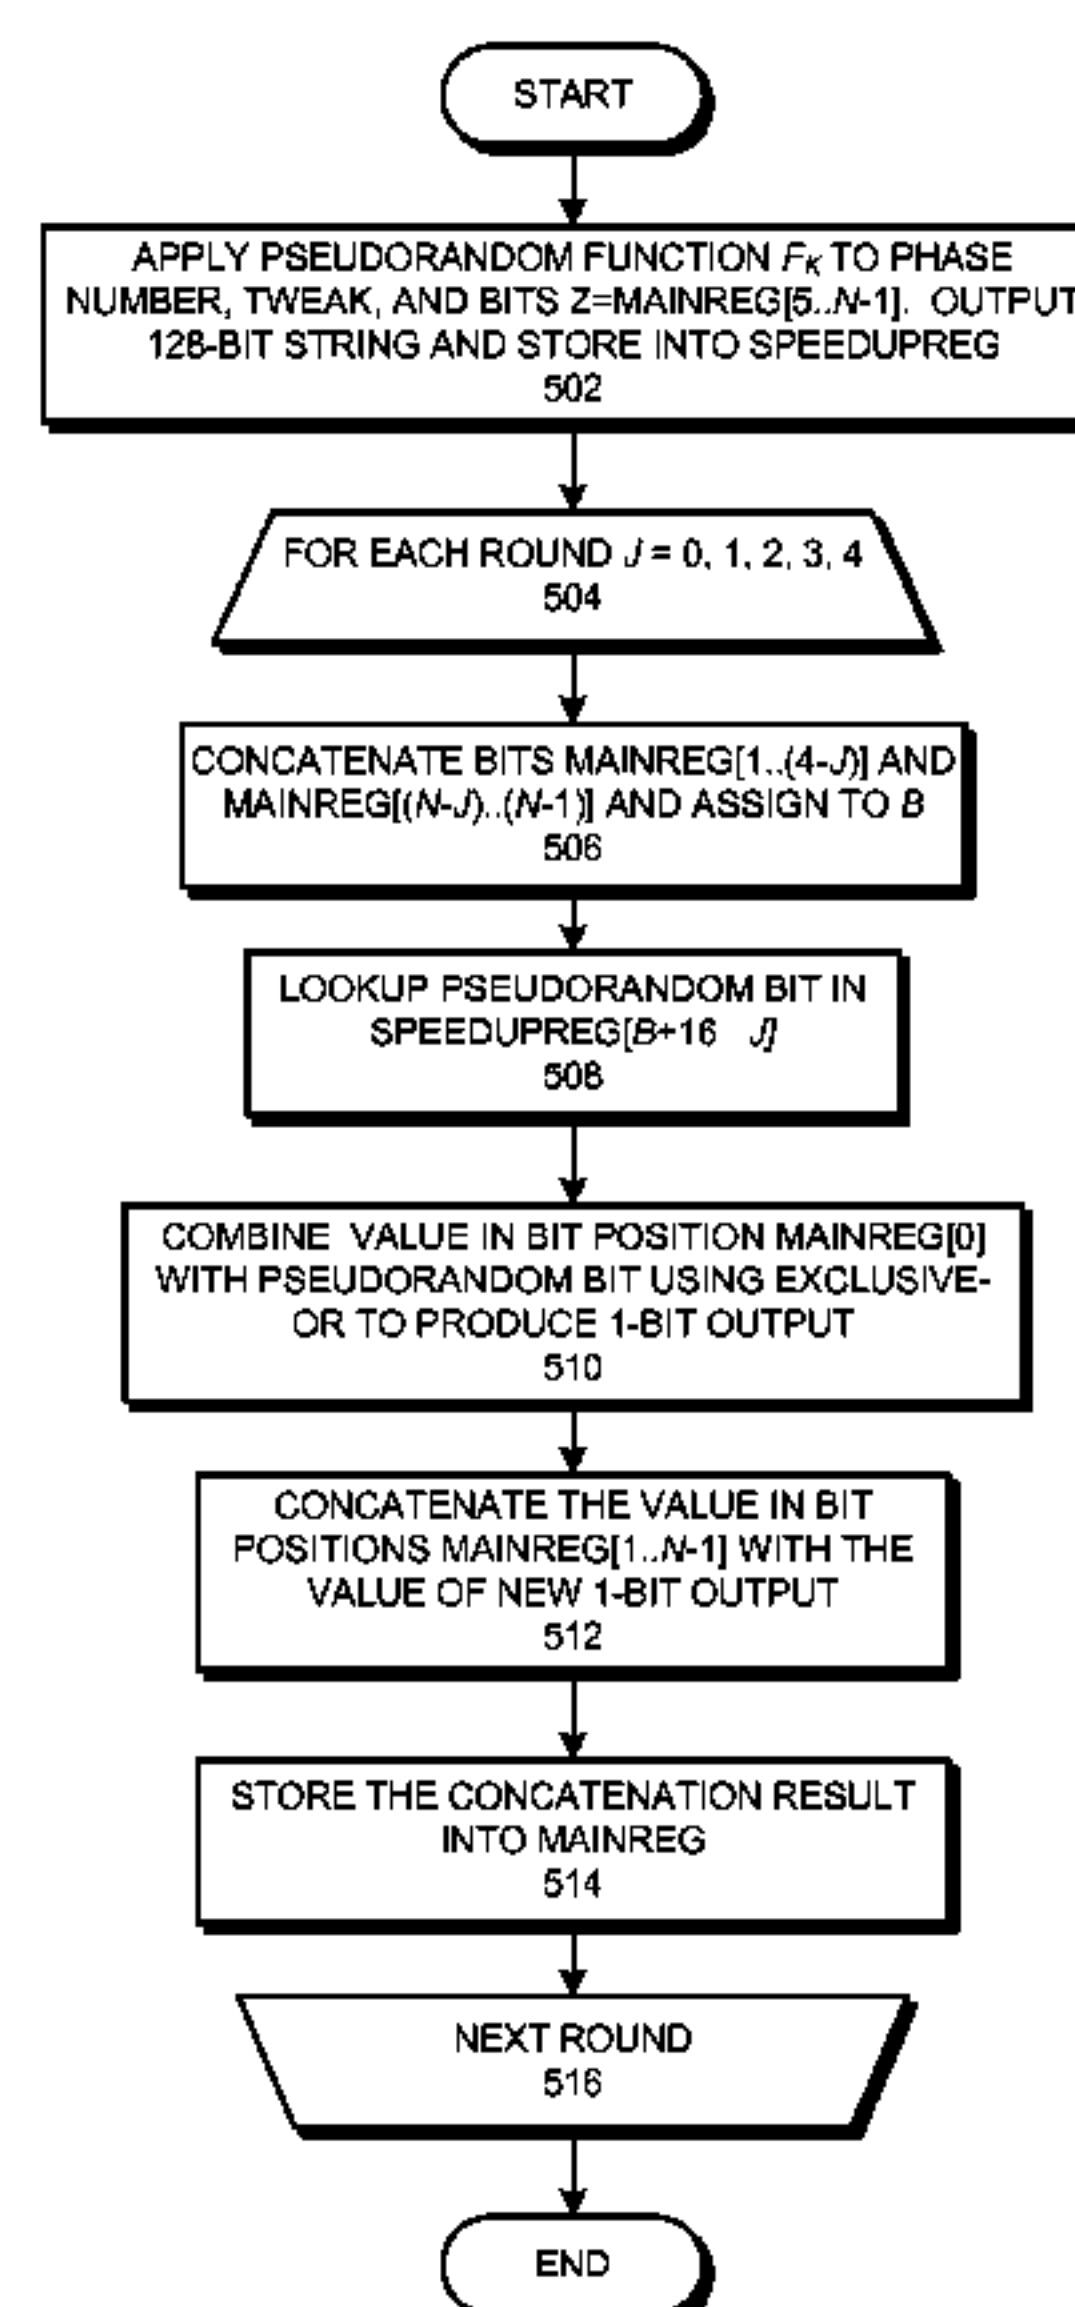 START
APPLY PSEUDORANDOM FUNCTION FK TO PHASE
NUMBER, TWEAK, AND BITS Z=MAINREG[5..N-1]. OUTPUT
128-BIT STRING AND STORE INTO SPEEDUPREG
502
FOR EACH ROUND J = 0, 1, 2, 3, 4
504
CONCATENATE BITS MAINREG[1..(4-J)] AND
MAINREG[(N-J)..(N-1)] AND ASSIGN TO B
506
LOOKUP PSEUDORANDOM BIT IN
SPEEDUPREG[B+16 J]
508
COMBINE VALUE IN BIT POSITION MAINREG[0]
WITH PSEUDORANDOM BIT USING EXCLUSIVE-
OR TO PRODUCE 1-BIT OUTPUT
510
CONCATENATE THE VALUE IN BIT
POSITIONS MAINREG[1..N-1] WITH THE
VALUE OF NEW 1-BIT OUTPUT
512
STORE THE CONCATENATION RESULT
INTO MAINREG
514
NEXT ROUND
516
END